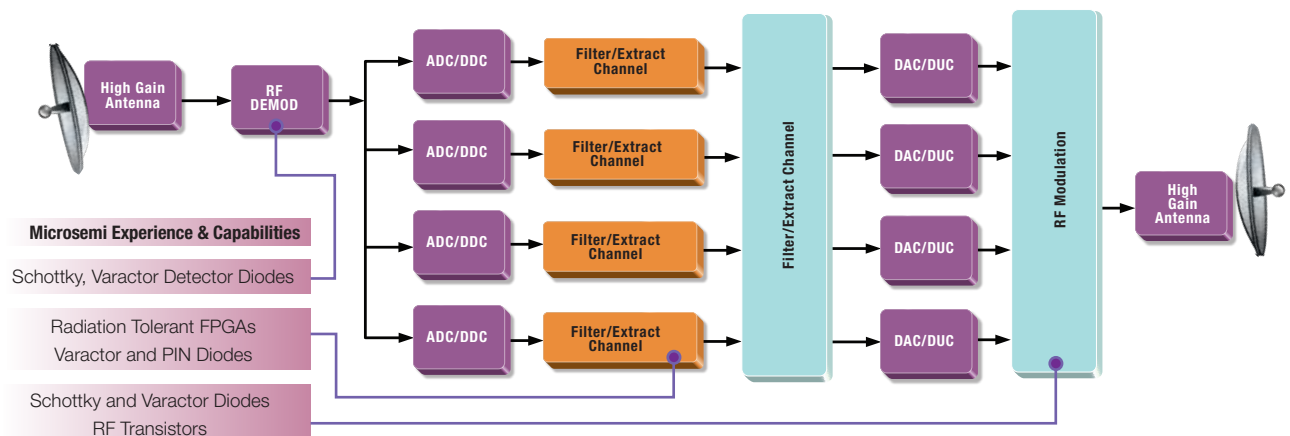 High Gain
Antenna
RF
DEMOD
ADC/DDC
Filter/Extract
Channel
ADC/DDC
Filter/Extract
Channel
ADC/DDC
Filter/Extract
Channel
ADC/DDC
Filter/Extract
Channel
Filter/Extract Channel
DAC/DUC
DAC/DUC
DAC/DUC
DAC/DUC
RF Modulation
High
Gain
Antenna
Microsemi Experience & Capabilities
Schottky, Varactor Detector Diodes
Radiation Tolerant FPGAs
Varactor and PIN Diodes
Schottky and Varactor Diodes
RF Transistors